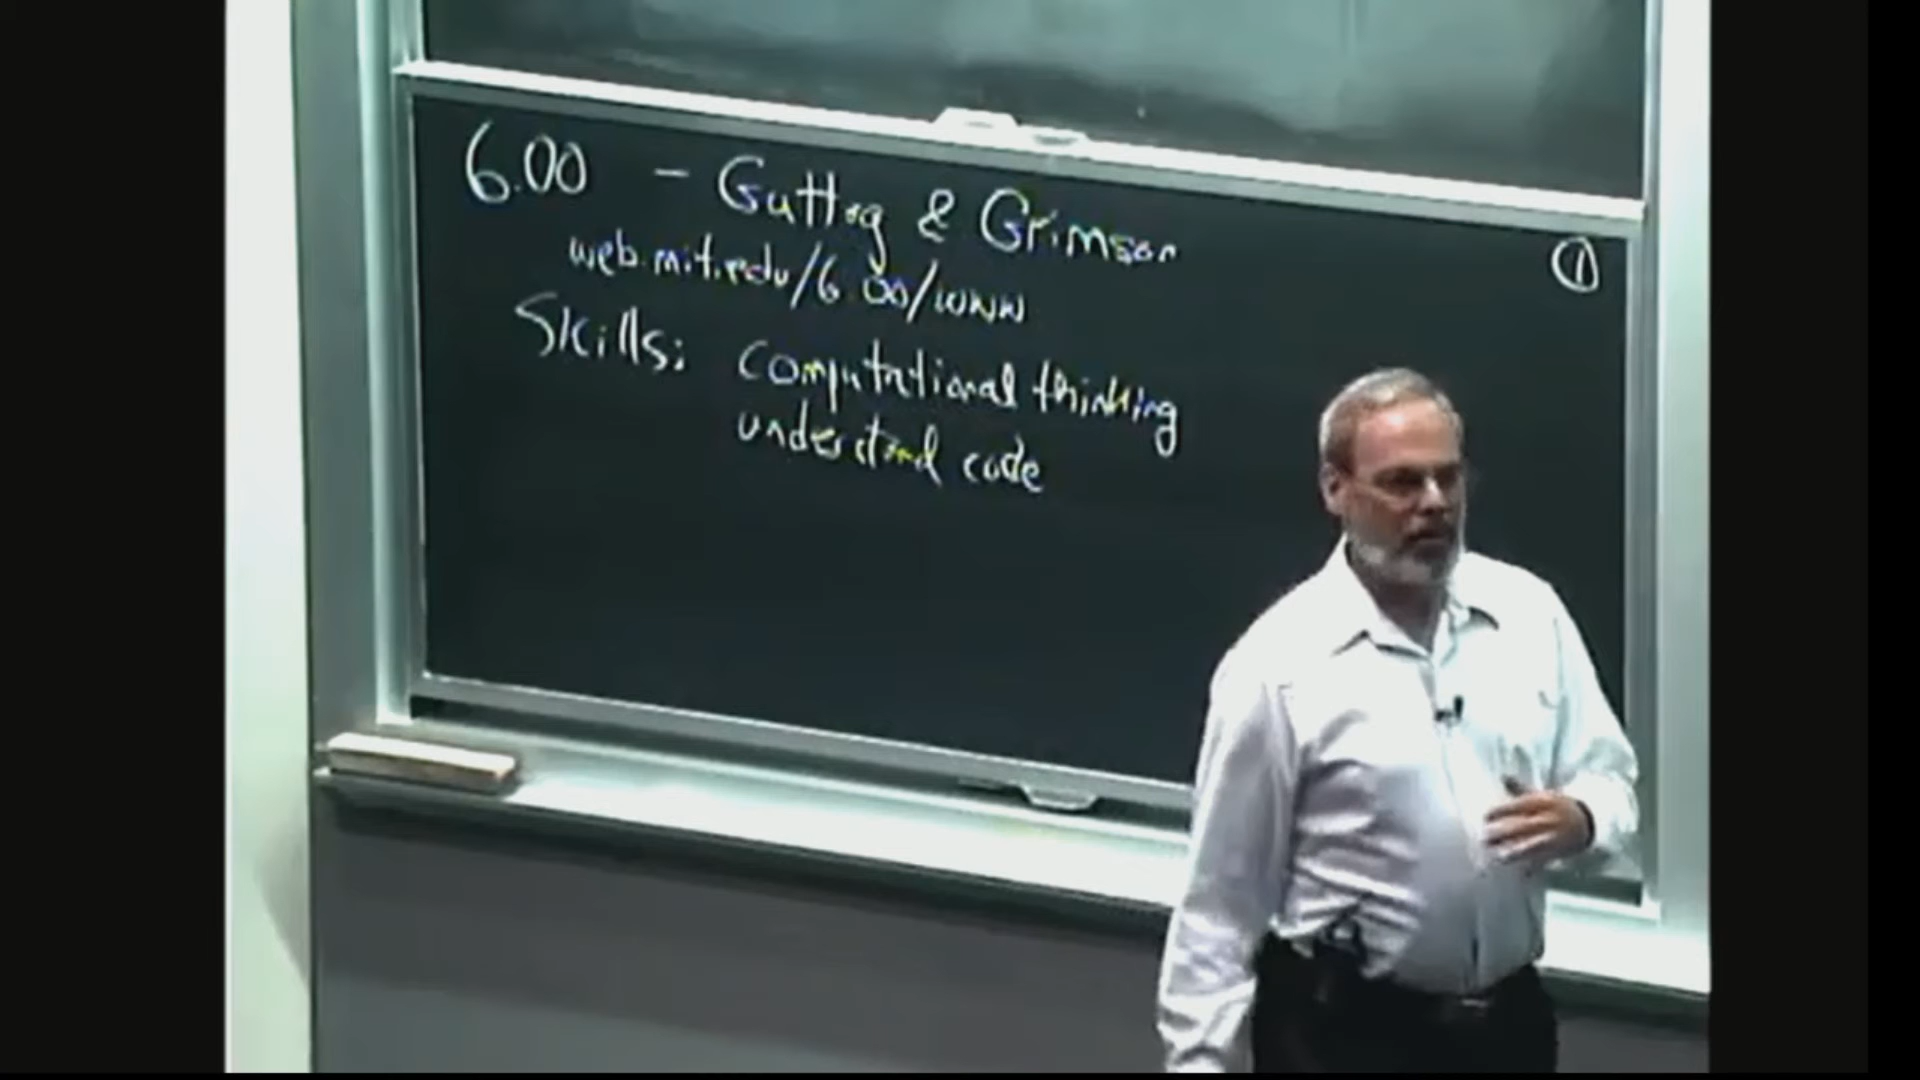 6.00 - Guttag & Grimson
web.mit.edu/6.00/www
Skills: computational thinking
understand code
1